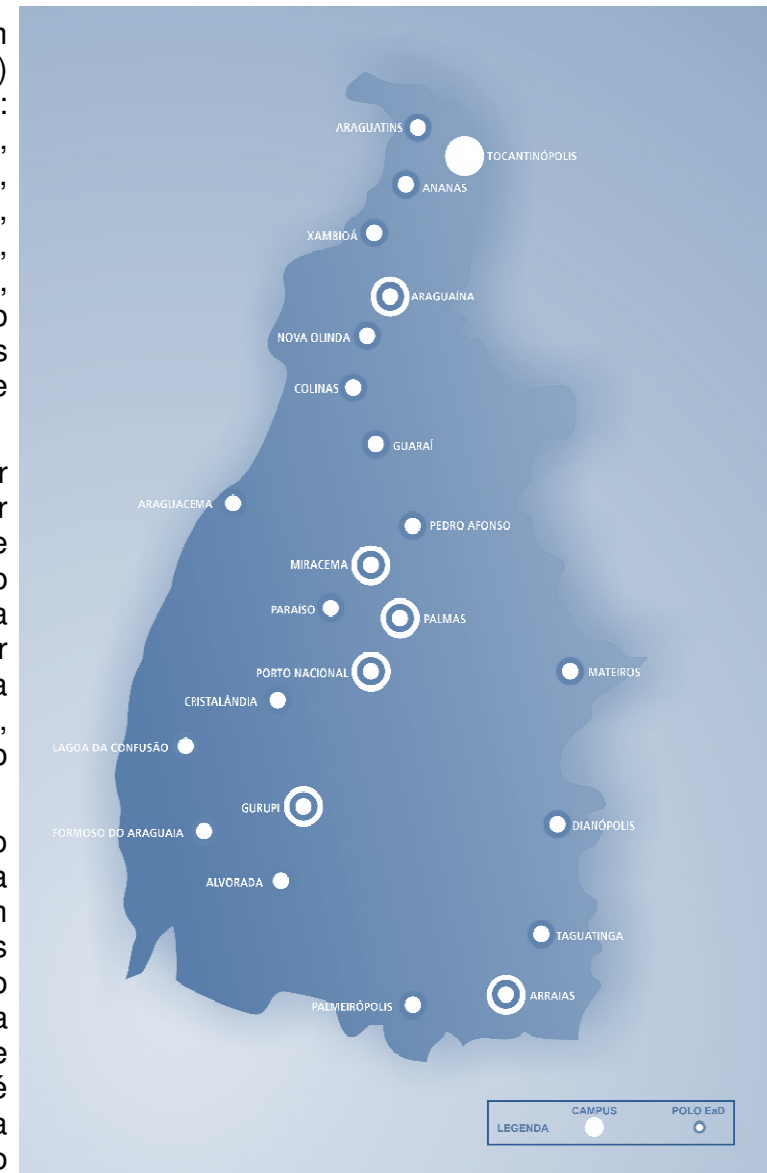 ARAGUATINS
TOCANTINÓPOLIS
ANANÁS
XAMBIOÁ
ARAGUAÍNA
NOVA OLINDA
COLINAS
GUARAÍ
ARAGUACEMA
PEDRO AFONSO
MIRACEMA
PARAÍSO
PALMAS
PORTO NACIONAL
MATEIROS
CRISTALÂNDIA
LAGOA DA CONFUSÃO
GURUPI
FORMOSO DO ARAGUAIA
DIANÓPOLIS
ALVORADA
TAGUATINGA
ARRAIAS
PALMEIRÓPOLIS
LEGENDA
CAMPUS
POLO EaD